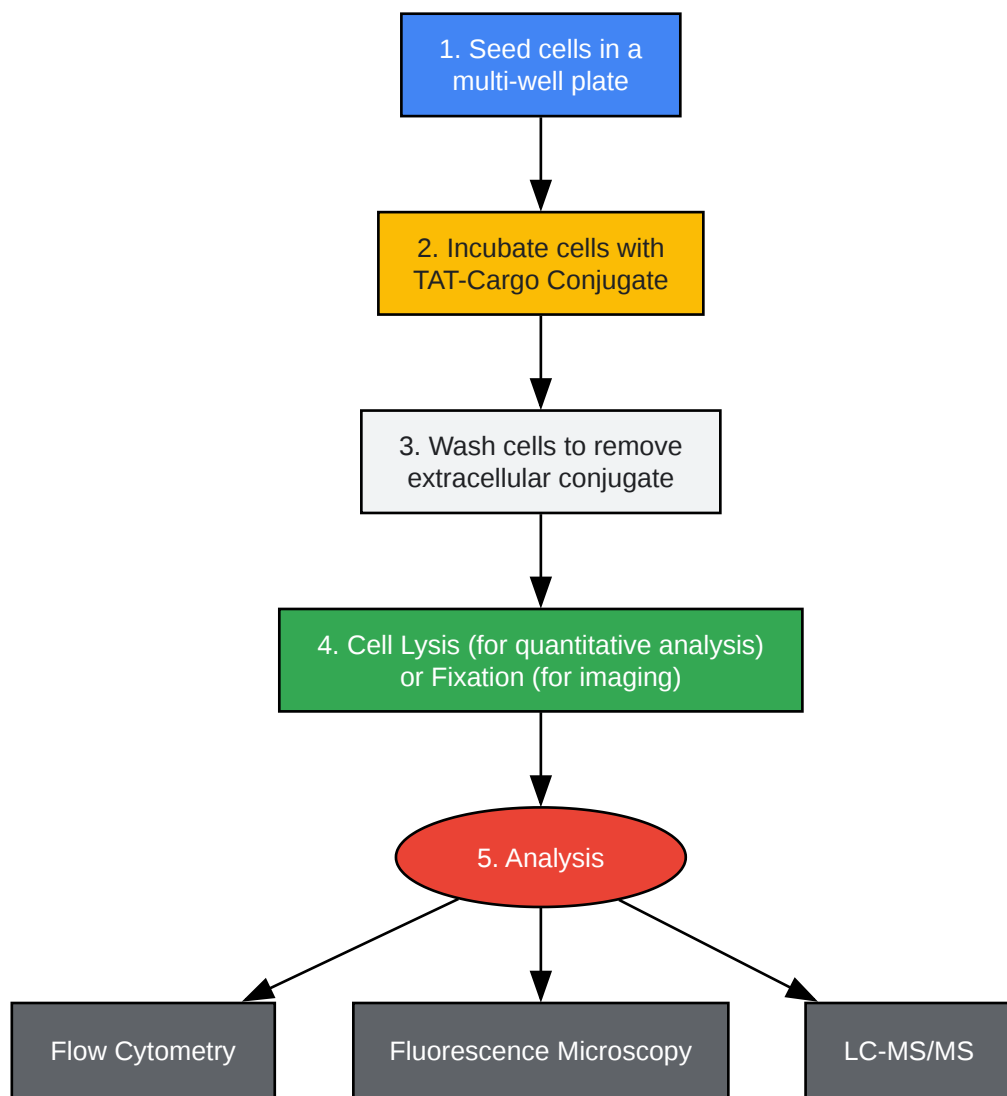 1. Seed cells in a
multi-well plate
2. Incubate cells with
TAT-Cargo Conjugate
3. Wash cells to remove
extracellular conjugate
4. Cell Lysis (for quantitative analysis)
or Fixation (for imaging)
5. Analysis
Flow Cytometry
Fluorescence Microscopy
LC-MS/MS